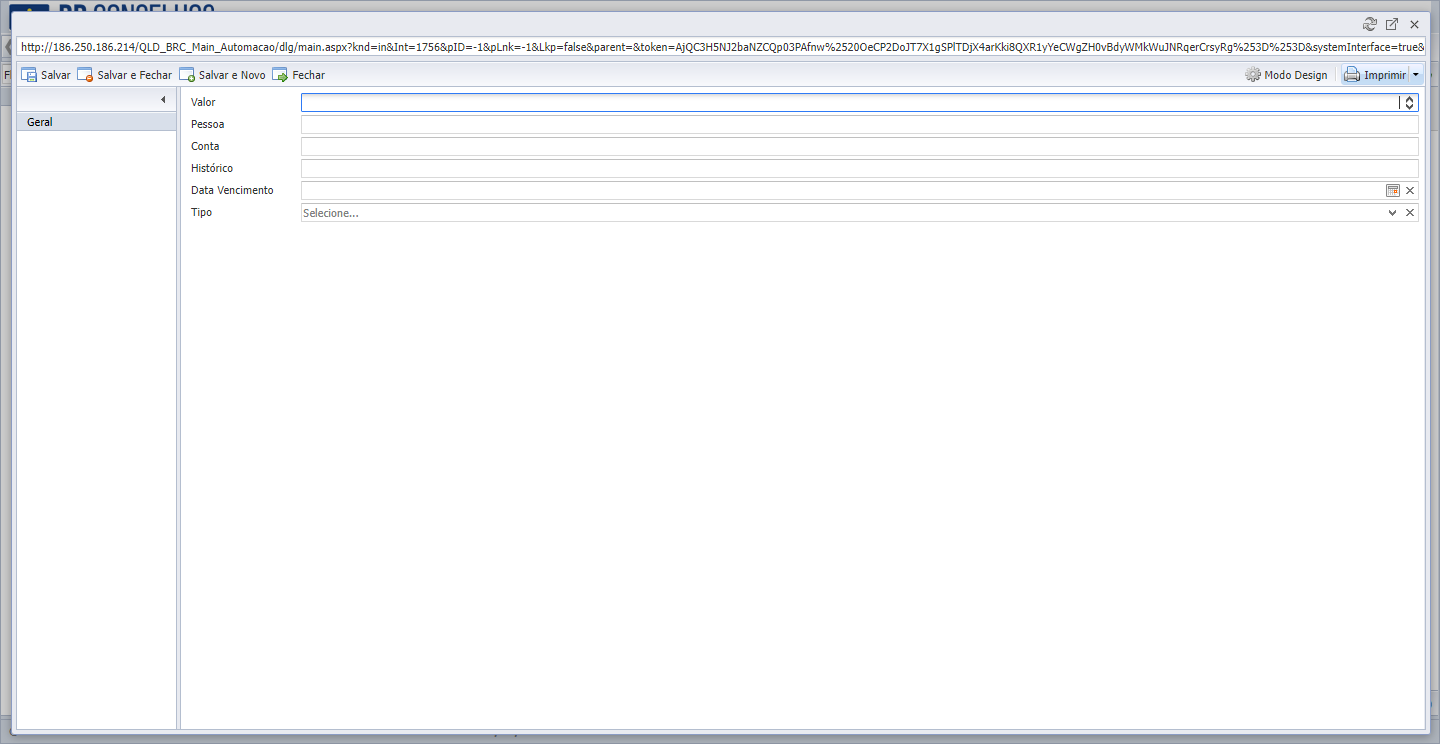 http://186.250.186.214/QLD_BRC_Main_Automacao/dlg/main.aspx?knd=in&Int=1756&pID=-1&pLnk=-1&Lkp=false&parent=&token=AjQC3H5NJ2baNZCQp03PAfnw%2520OeCP2DoJT7X1gSPlTDjX4arKki8QXR1yYeCWgZH0vBdyWMkWuJNRqerCrsyRg%253D%253D&systemInterface=true&
Salvar Salvar e Fechar Salvar e Novo Fechar Modo Design Imprimir
Geral
Valor
Pessoa
Conta
Histórico
Data Vencimento
Tipo Selecione...